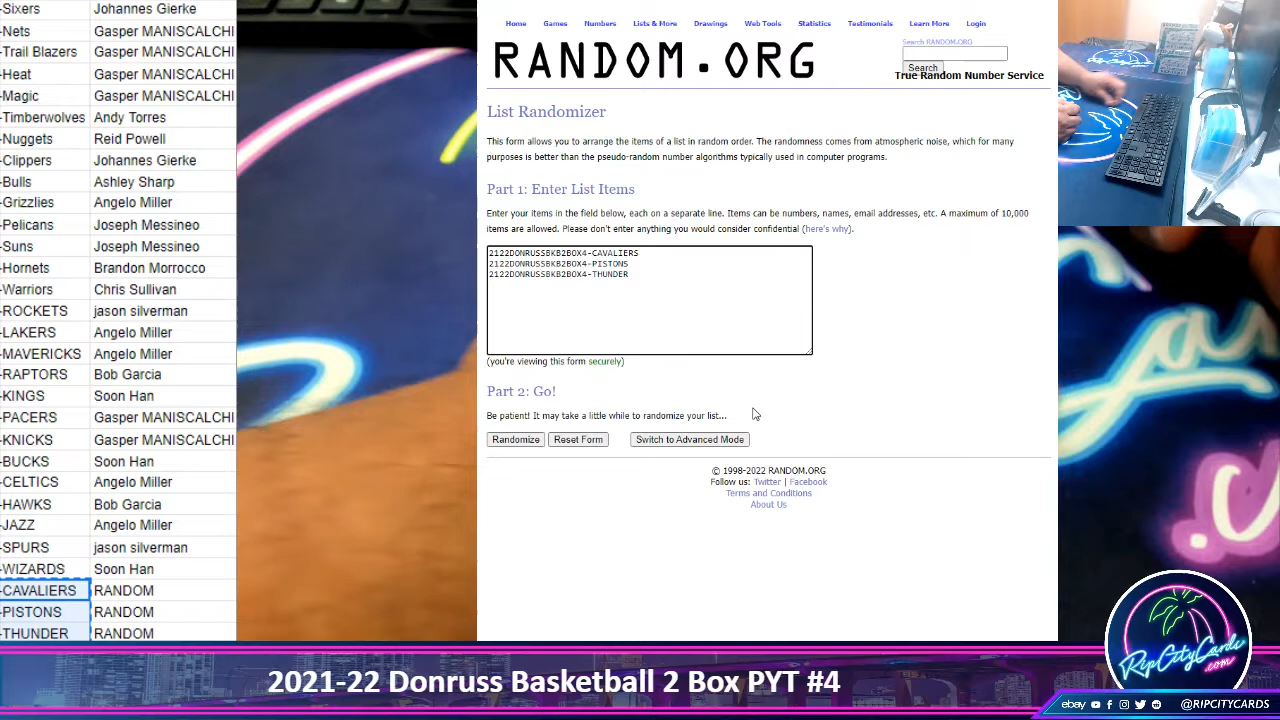 -Sixers Johannes Gierke
-Nets Gasper MANISCALCHI
-Trail Blazers Gasper MANISCALCHI
-Heat Gasper MANISCALCHI
-Magic Gasper MANISCALCHI
-Timberwolves Andy Torres
-Nuggets Reid Powell
-Clippers Johannes Gierke
-Bulls Ashley Sharp
-Grizzlies Angelo Miller
-Pelicans Joseph Messineo
-Suns Joseph Messineo
-Hornets Brandon Morrocco
-Warriors Chris Sullivan
-ROCKETS jason silverman
-LAKERS Angelo Miller
-MAVERICKS Angelo Miller
-RAPTORS Bob Garcia
-KINGS Soon Han
-PACERS Gasper MANISCALCHI
-KNICKS Gasper MANISCALCHI
-BUCKS Soon Han
-CELTICS Angelo Miller
-HAWKS Bob Garcia
-JAZZ Angelo Miller
-SPURS jason silverman
-WIZARDS Soon Han
-CAVALIERS RANDOM
-PISTONS RANDOM
-THUNDER RANDOM
Home Games Numbers Lists & More Drawings Web Tools Statistics Testimonials Learn More Login
RANDOM.ORG
Search RANDOM.ORG
Search
True Random Number Service
List Randomizer
This form allows you to arrange the items of a list in random order. The randomness comes from atmospheric noise, which for many
purposes is better than the pseudo-random number algorithms typically used in computer programs.
Part 1: Enter List Items
Enter your items in the field below, each on a separate line. Items can be numbers, names, email addresses, etc. A maximum of 10,000
items are allowed. Please don't enter anything you would consider confidential (here's why).
2122DONRUSSBKB2BOX4-CAVALIERS
2122DONRUSSBKB2BOX4-PISTONS
2122DONRUSSBKB2BOX4-THUNDER
(you're viewing this form securely)
Part 2: Go!
Be patient! It may take a little while to randomize your list...
Randomize Reset Form Switch to Advanced Mode
© 1998-2022 RANDOM.ORG
Follow us: Twitter | Facebook
Terms and Conditions
About Us
2021-22 Donruss Basketball 2 Box PYT #4
RipCityCards
.com
ebay @RIPCITYCARDS